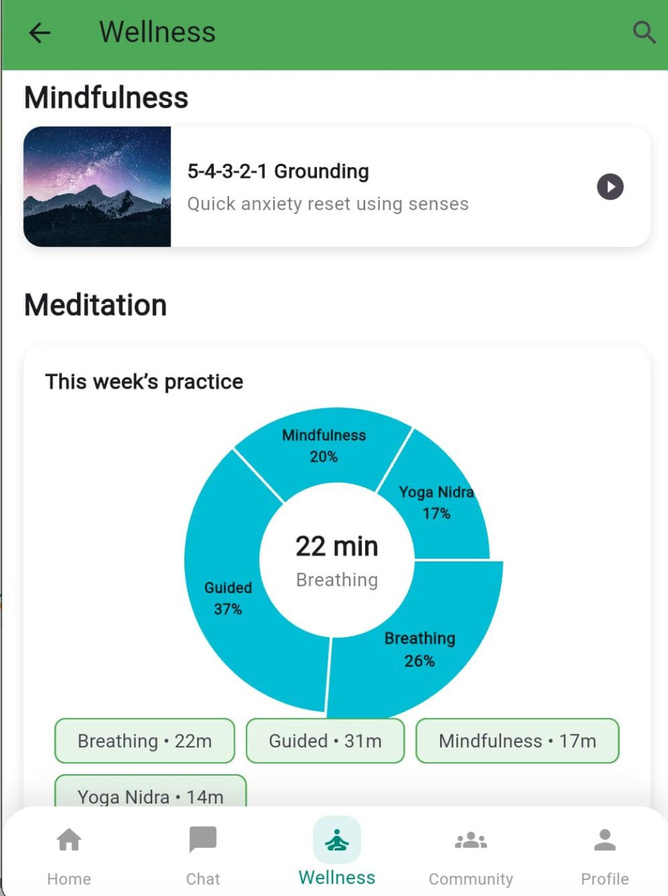 Wellness
Mindfulness
5-4-3-2-1 Grounding
Quick anxiety reset using senses
Meditation
This week’s practice
Mindfulness
20%
Yoga Nidra
17%
22 min
Breathing
Guided
37%
Breathing
26%
Breathing • 22m
Guided • 31m
Mindfulness • 17m
Yoga Nidra • 14m
Home
Chat
Wellness
Community
Profile